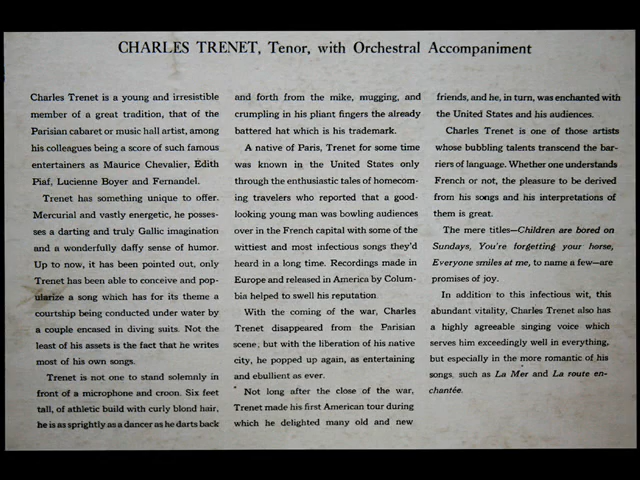 CHARLES TRENET, Tenor, with Orchestral Accompaniment
Charles Trenet is a young and irresistible
member of a great tradition, that of the
Parisian cabaret or music hall artist, among
his colleagues being a score of such famous
entertainers as Maurice Chevalier, Edith
Piaf, Lucienne Boyer and Fernandel.
Trenet has something unique to offer.
Mercurial and vastly energetic, he posses-
ses a darting and truly Gallic imagination
and a wonderfully daffy sense of humor.
Up to now, it has been pointed out, only
Trenet has been able to conceive and pop-
ularize a song which has for its theme a
courtship being conducted under water by
a couple encased in diving suits. Not the
least of his assets is the fact that he writes
most of his own songs.
Trenet is not one to stand solemnly in
front of a microphone and croon. Six feet
tall, of athletic build with curly blond hair,
he is as sprightly as a dancer as he darts back
and forth from the mike, mugging, and
crumpling in his pliant fingers the already
battered hat which is his trademark.
A native of Paris, Trenet for some time
was known in the United States only
through the enthusiastic tales of homecom-
ing travelers who reported that a good-
looking young man was bowling audiences
over in the French capital with some of the
wittiest and most infectious songs they'd
heard in a long time. Recordings made in
Europe and released in America by Colum-
bia helped to swell his reputation
With the coming of the war, Charles
Trenet disappeared from the Parisian
scene, but with the liberation of his native
city, he popped up again, as entertaining
and ebullient as ever.
Not long after the close of the war,
Trenet made his first American tour during
which he delighted many old and new
friends, and he, in turn, was enchanted with
the United States and his audiences.
Charles Trenet is one of those artists
whose bubbling talents transcend the bar-
riers of language. Whether one understands
French or not, the pleasure to be derived
from his songs and his interpretations of
them is great.
The mere titles—Children are bored on
Sundays, You're forgetting your horse,
Everyone smiles at me, to name a few—are
promises of joy.
In addition to this infectious wit, this
abundant vitality, Charles Trenet also has
a highly agreeable singing voice which
serves him exceedingly well in everything,
but especially in the more romantic of his
songs, such as La Mer and La route en-
chantée.